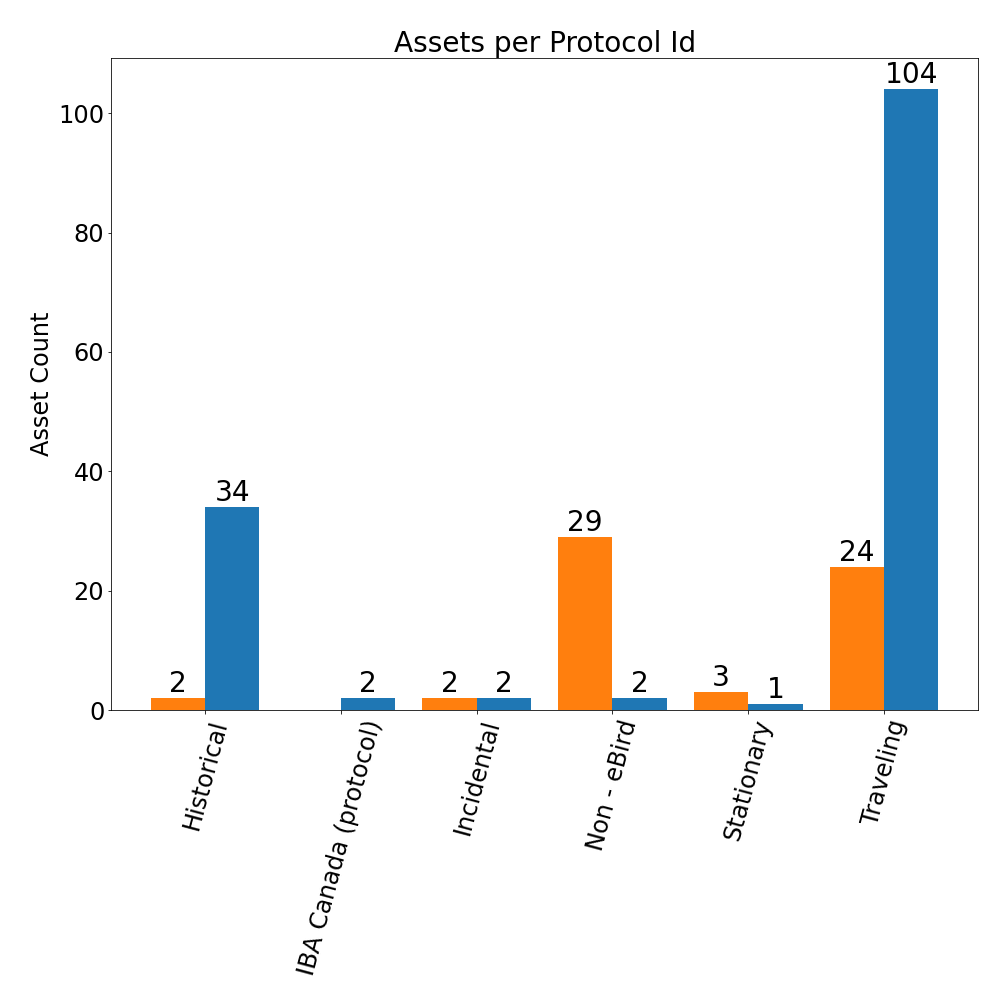 Assets per Protocol Id
Asset Count
100
80
60
40
20
0
2
34
2
2
2
29
2
3
1
24
104
Historical
IBA Canada (protocol)
Incidental
Non - eBird
Stationary
Traveling